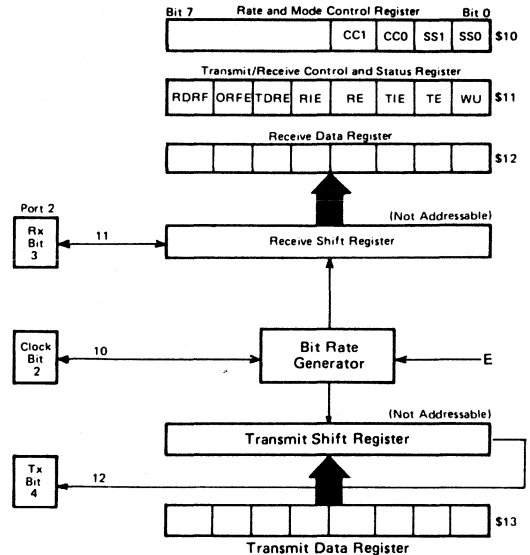 Bit 7 Rate and Mode Control Register Bit 0
CC1 CC0 SS1 SS0 $10
Transmit/Receive Control and Status Register
RDRF ORFE TDRE RIE RE TIE TE WU $11
Receive Data Register
$12
Port 2
(Not Addressable)
Rx
Bit
3
11
Receive Shift Register
Clock
Bit
2
10
Bit Rate
Generator
E
(Not Addressable)
Transmit Shift Register
Tx
Bit
4
12
$13
Transmit Data Register